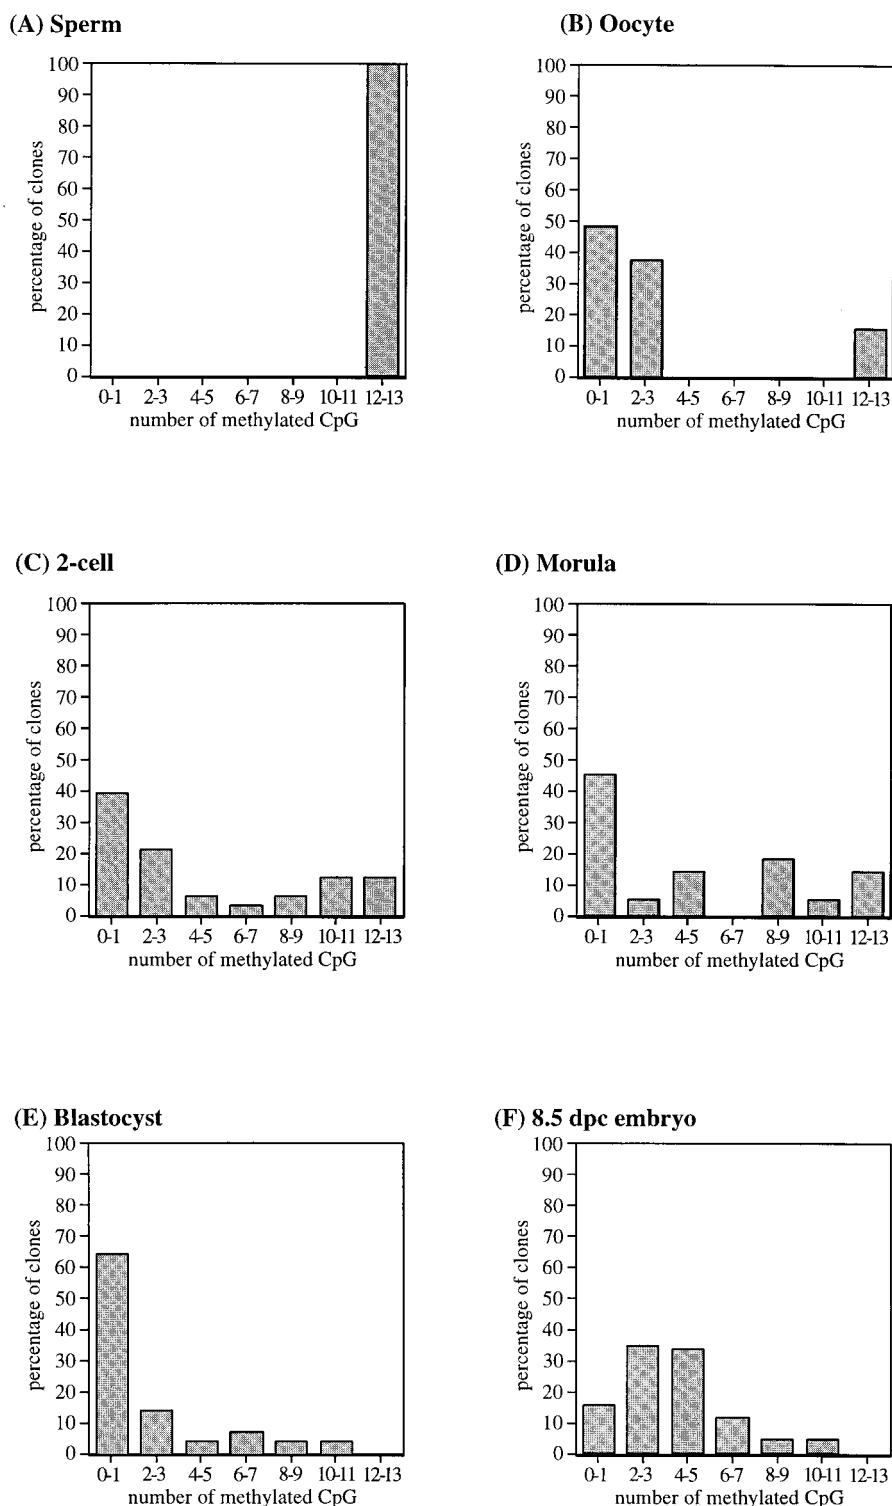 (A) Sperm
100
90
80
70
60
50
40
30
20
10
0
percentage of clones
0-1 2-3 4-5 6-7 8-9 10-11 12-13
number of methylated CpG
(B) Oocyte
100
90
80
70
60
50
40
30
20
10
0
percentage of clones
0-1 2-3 4-5 6-7 8-9 10-11 12-13
number of methylated CpG
(C) 2-cell
100
90
80
70
60
50
40
30
20
10
0
percentage of clones
0-1 2-3 4-5 6-7 8-9 10-11 12-13
number of methylated CpG
(D) Morula
100
90
80
70
60
50
40
30
20
10
0
percentage of clones
0-1 2-3 4-5 6-7 8-9 10-11 12-13
number of methylated CpG
(E) Blastocyst
100
90
80
70
60
50
40
30
20
10
0
percentage of clones
0-1 2-3 4-5 6-7 8-9 10-11 12-13
number of methylated CpG
(F) 8.5 dpc embryo
100
90
80
70
60
50
40
30
20
10
0
percentage of clones
0-1 2-3 4-5 6-7 8-9 10-11 12-13
number of methylated CpG